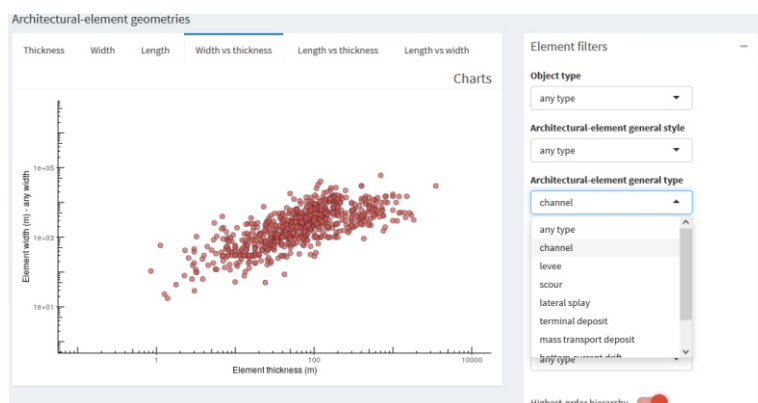 Architectural-element geometries
Thickness
Width
Length
Width vs thickness
Length vs thickness
Length vs width
Charts
Element width (m) - any width
1e+05
1e+03
1e+01
1
100
10000
Element thickness (m)
Element filters
Object type
any type
Architectural-element general style
any type
Architectural-element general type
channel
any type
channel
levee
scour
lateral splay
terminal deposit
mass transport deposit
bottom current drift
any type
Highest-order hierarchy